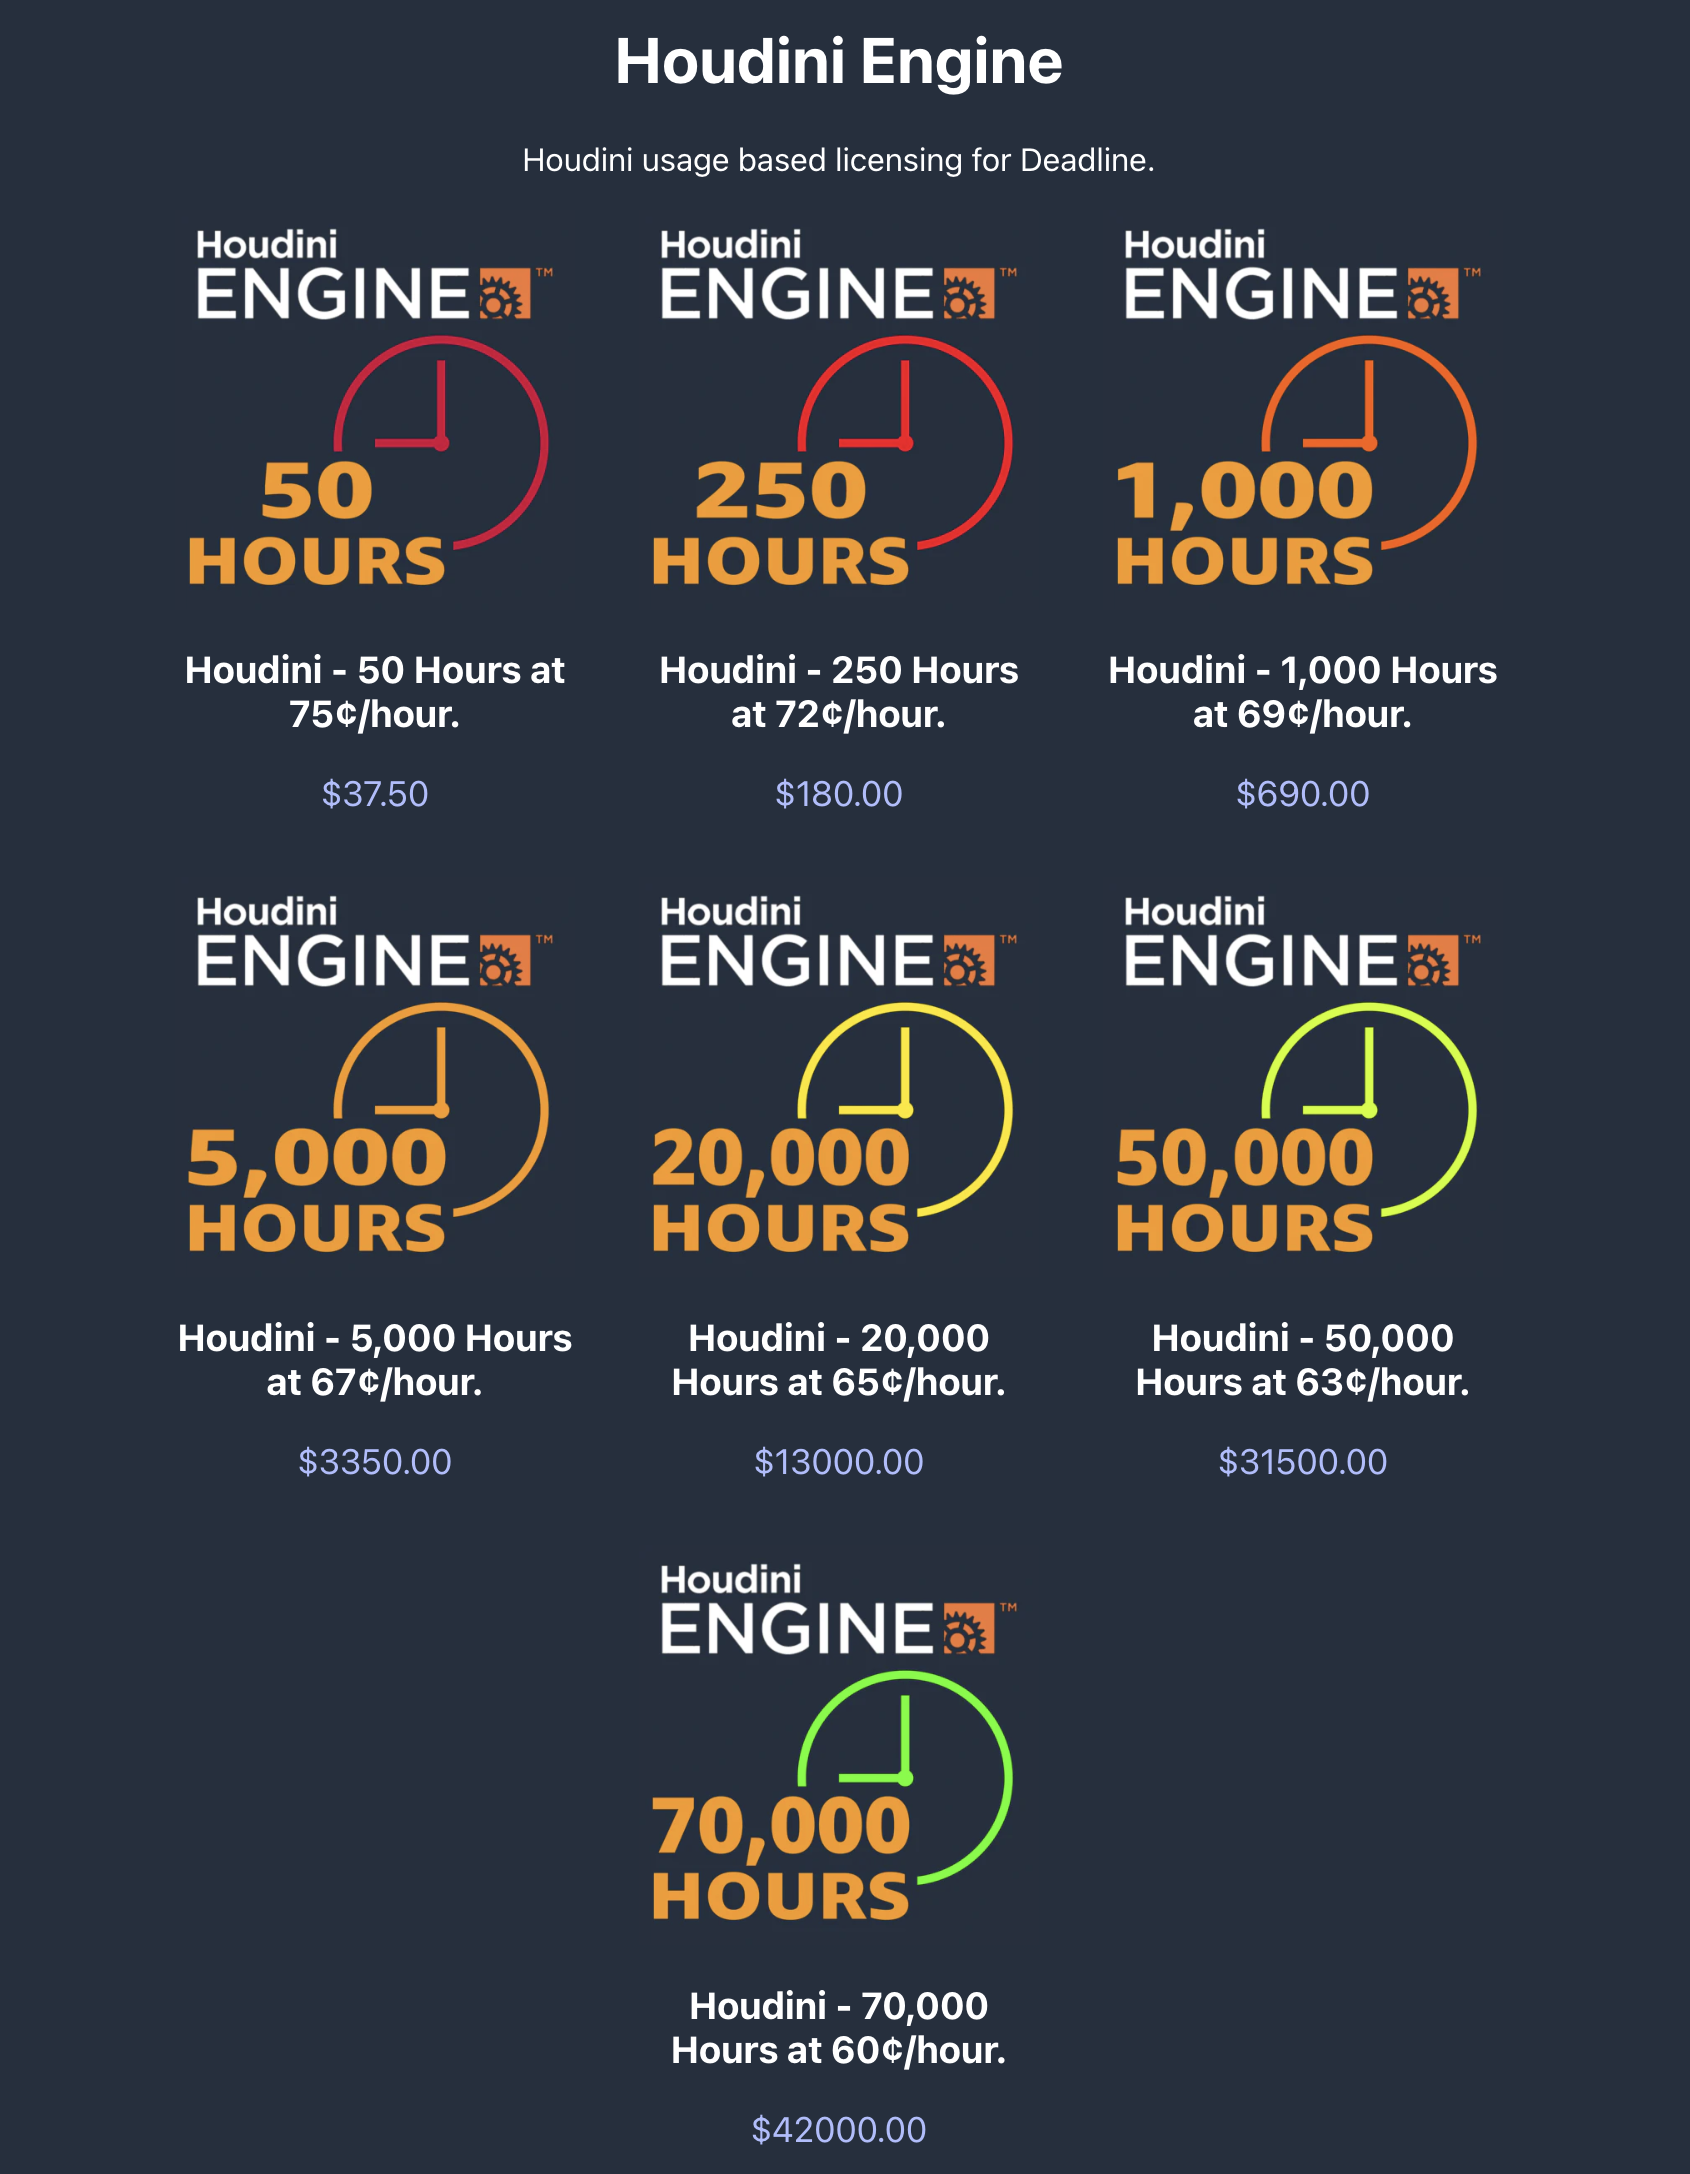 Houdini Engine
Houdini usage based licensing for Deadline.
Houdini
ENGINE™
50
HOURS
Houdini - 50 Hours at
75¢/hour.
$37.50
Houdini
ENGINE™
250
HOURS
Houdini - 250 Hours
at 72¢/hour.
$180.00
Houdini
ENGINE™
1,000
HOURS
Houdini - 1,000 Hours
at 69¢/hour.
$690.00
Houdini
ENGINE™
5,000
HOURS
Houdini - 5,000 Hours
at 67¢/hour.
$3350.00
Houdini
ENGINE™
20,000
HOURS
Houdini - 20,000
Hours at 65¢/hour.
$13000.00
Houdini
ENGINE™
50,000
HOURS
Houdini - 50,000
Hours at 63¢/hour.
$31500.00
Houdini
ENGINE™
70,000
HOURS
Houdini - 70,000
Hours at 60¢/hour.
$42000.00